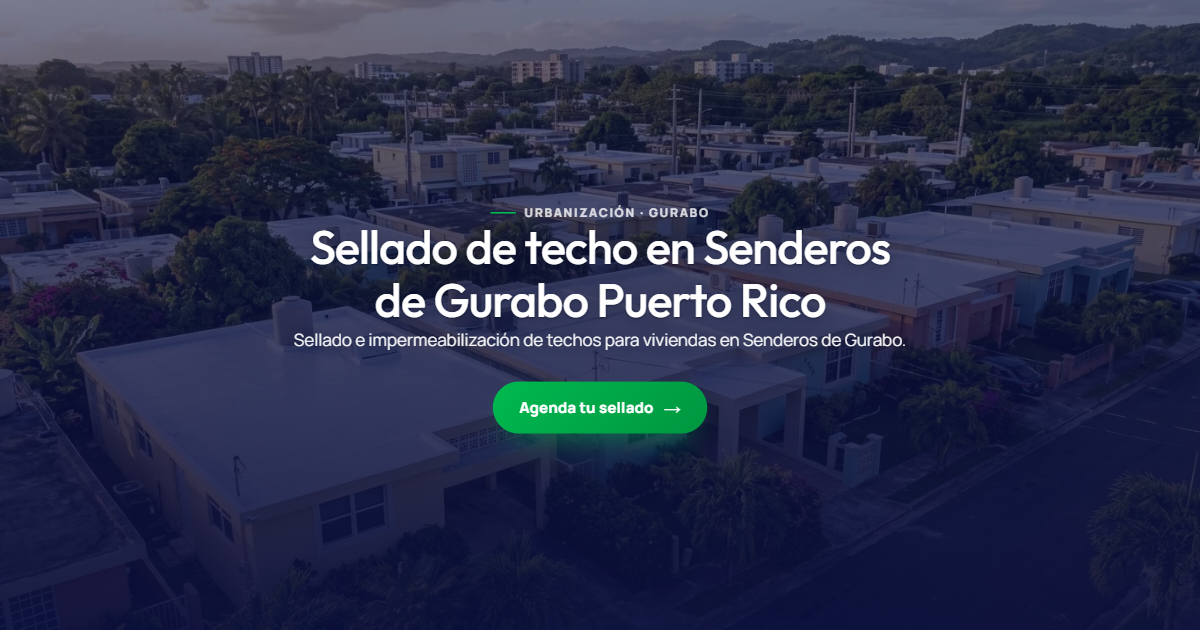 URBANIZACIÓN · GURABO
Sellado de techo en Senderos
de Gurabo Puerto Rico
Sellado e impermeabilización de techos para viviendas en Senderos de Gurabo.
Agenda tu sellado →